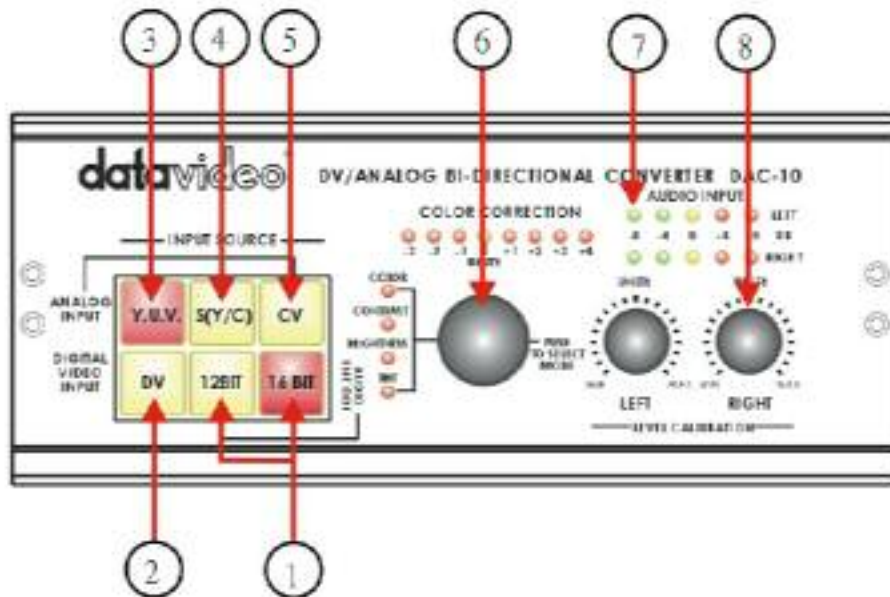 3 4 5 6 7 8
datavideo DV/ANALOG BI-DIRECTIONAL CONVERTER DAC-10
AUDIO INPUT
COLOR CORRECTION
LEFT
INPUT SOURCE
RIGHT
ANALOG INPUT
Y.U.V. S(Y/C) CV
CONTRAST
BRIGHTNESS
PUSH TO SELECT MODE
DIGITAL VIDEO INPUT
DV 12BIT 16 BIT
LEFT RIGHT
LEVEL CALIBRATION
2 1